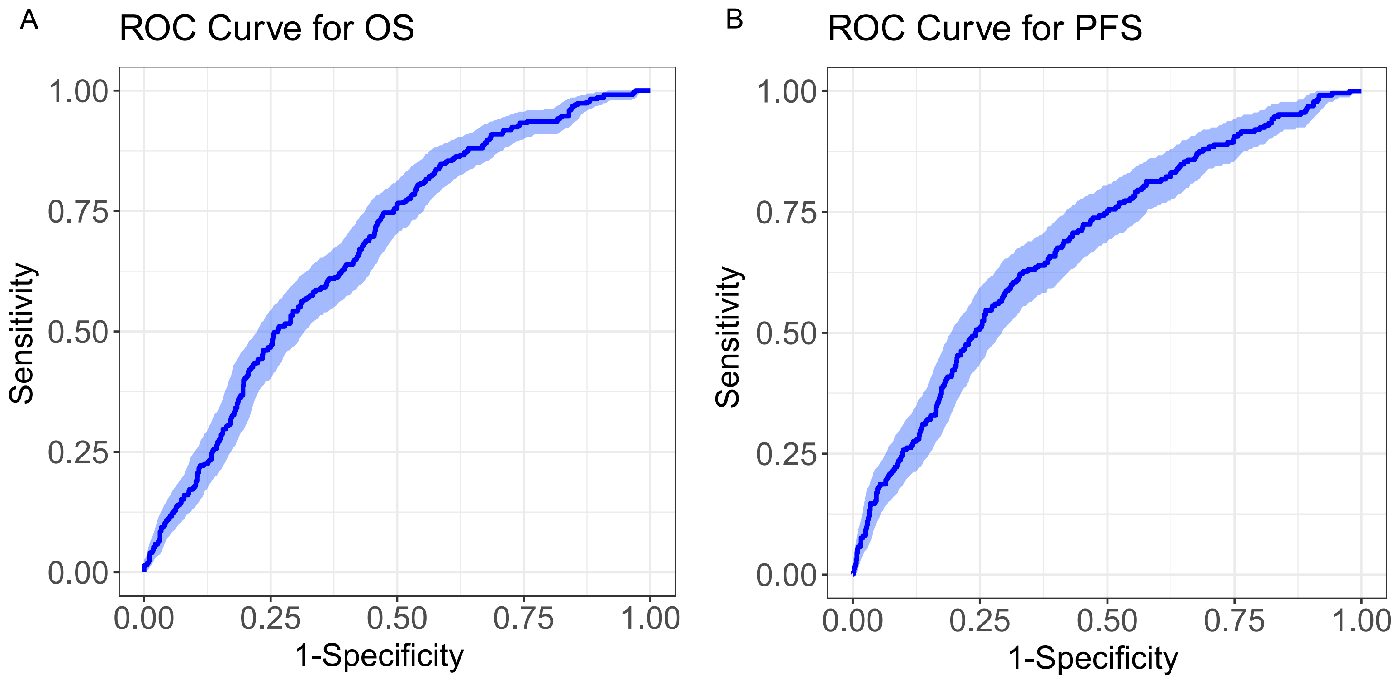 A
ROC Curve for OS
Sensitivity
1.00
0.75
0.50
0.25
0.00
0.00 0.25 0.50 0.75 1.00
1-Specificity
B
ROC Curve for PFS
Sensitivity
1.00
0.75
0.50
0.25
0.00
0.00 0.25 0.50 0.75 1.00
1-Specificity